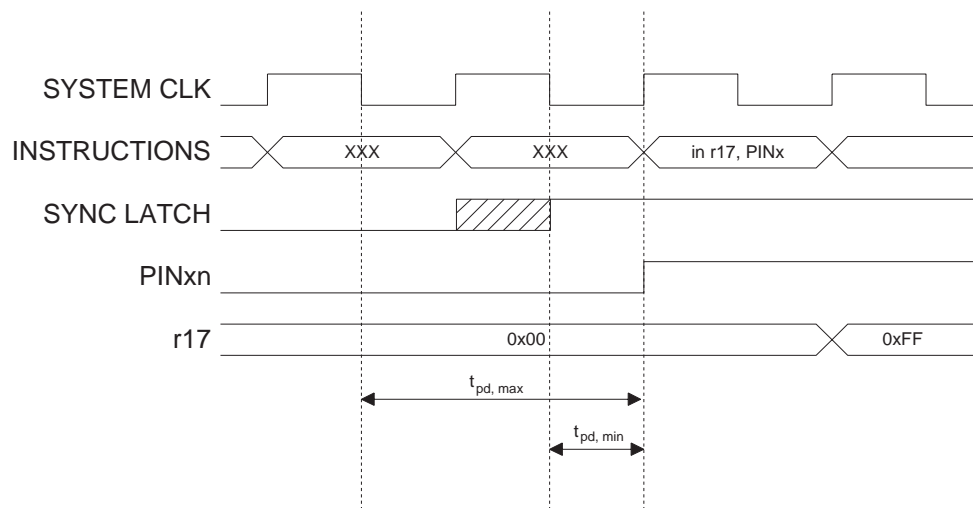 SYSTEM CLK
INSTRUCTIONS XXX XXX in r17, PINx
SYNC LATCH
PINxn
r17 0x00 0xFF
tpd, max
tpd, min